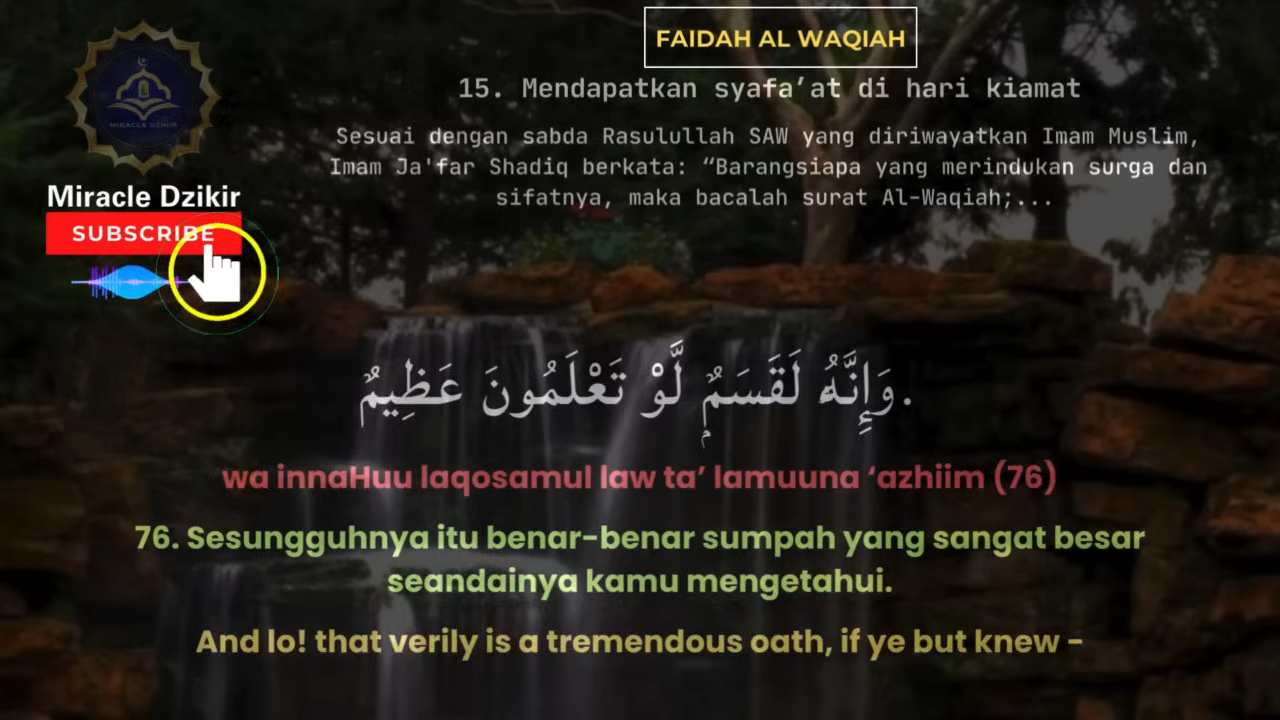 FAIDAH AL WAQIAH
15. Mendapatkan syafa’at di hari kiamat
Sesuai dengan sabda Rasulullah SAW yang diriwayatkan Imam Muslim,
Imam Ja'far Shadiq berkata: “Barangsiapa yang merindukan surga dan
sifatnya, maka bacalah surat Al-Waqiah;...
MIRACLE DZIKIR
Miracle Dzikir
SUBSCRIBE
وَإِنَّهُۥ لَقَسَمٌۭ لَّوْ تَعْلَمُونَ عَظِيمٌ.
wa innaHuu laqosamul law ta’ lamuuna ‘azhiim (76)
76. Sesungguhnya itu benar-benar sumpah yang sangat besar
seandainya kamu mengetahui.
And lo! that verily is a tremendous oath, if ye but knew -